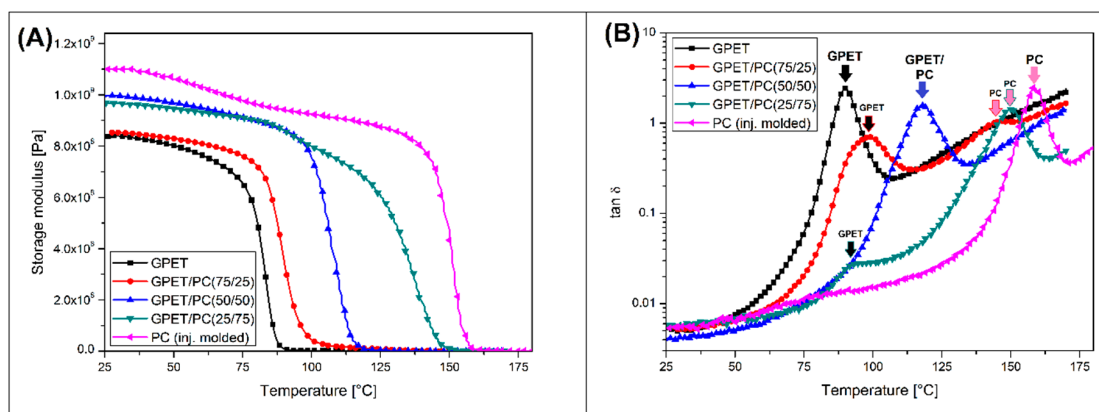 (A)
1.2x10⁹
1.0x10⁹
8.0x10⁸
6.0x10⁸
4.0x10⁸
2.0x10⁸
0.0
Storage modulus [Pa]
GPET
GPET/PC(75/25)
GPET/PC(50/50)
GPET/PC(25/75)
PC (inj. molded)
25 50 75 100 125 150 175
Temperature [°C]
(B)
GPET
GPET/PC(75/25)
GPET/PC(50/50)
GPET/PC(25/75)
PC (inj. molded)
GPET
GPET/
PC
PC
PC
PC
GPET
GPET
10
1
0.1
0.01
tan δ
25 50 75 100 125 150 175
Temperature [°C]